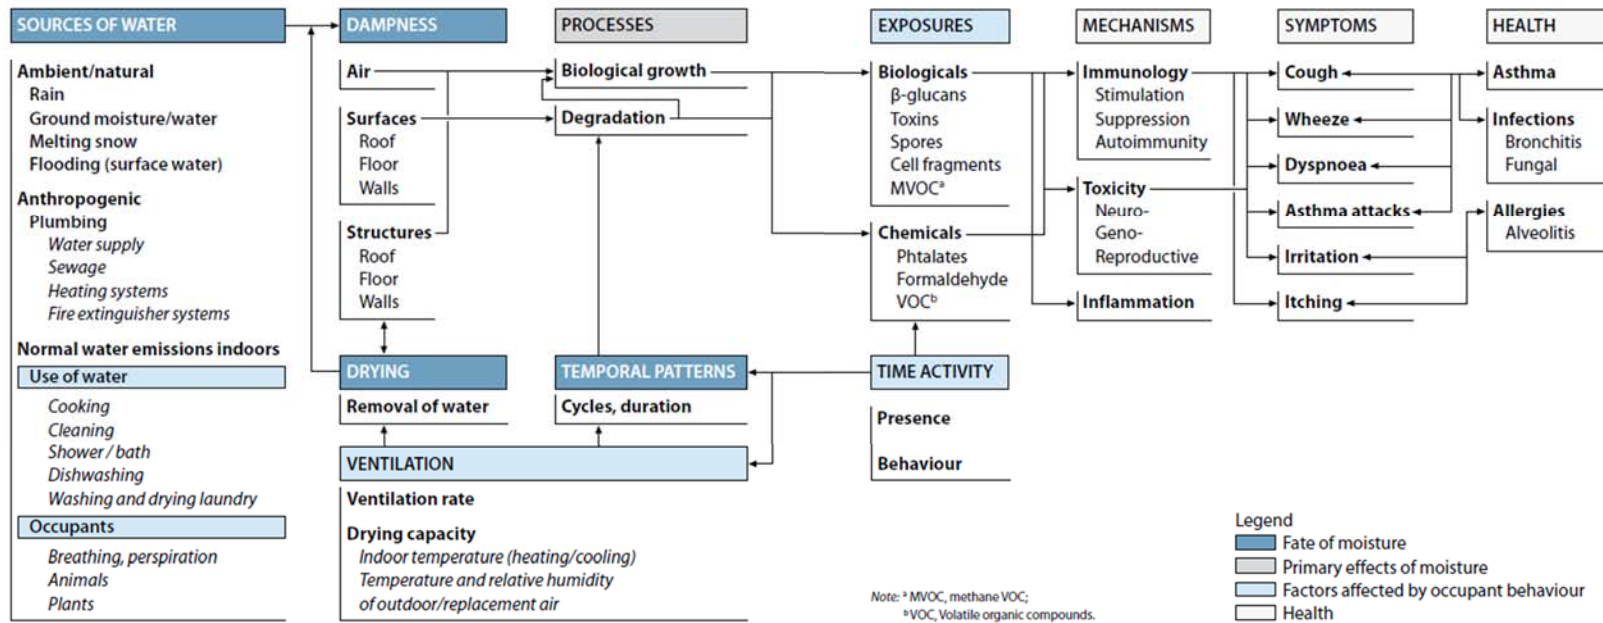 SOURCES OF WATER
Ambient/natural
Rain
Ground moisture/water
Melting snow
Flooding (surface water)
Anthropogenic
Plumbing
Water supply
Sewage
Heating systems
Fire extinguisher systems
Normal water emissions indoors
Use of water
Cooking
Cleaning
Shower / bath
Dishwashing
Washing and drying laundry
Occupants
Breathing, perspiration
Animals
Plants
DAMPNESS
Air
Surfaces
Roof
Floor
Walls
Structures
Roof
Floor
Walls
DRYING
Removal of water
VENTILATION
Ventilation rate
Drying capacity
Indoor temperature (heating/cooling)
Temperature and relative humidity
of outdoor/replacement air
PROCESSES
Biological growth
Degradation
TEMPORAL PATTERNS
Cycles, duration
EXPOSURES
Biologicals
β-glucans
Toxins
Spores
Cell fragments
MVOCᵃ
Chemicals
Phtalates
Formaldehyde
VOCᵇ
TIME ACTIVITY
Presence
Behaviour
MECHANISMS
Immunology
Stimulation
Suppression
Autoimmunity
Toxicity
Neuro-
Geno-
Reproductive
Inflammation
SYMPTOMS
Cough
Wheeze
Dyspnoea
Asthma attacks
Irritation
Itching
HEALTH
Asthma
Infections
Bronchitis
Fungal
Allergies
Alveolitis
Note: ᵃ MVOC, methane VOC;
ᵇ VOC, Volatile organic compounds.
Legend
Fate of moisture
Primary effects of moisture
Factors affected by occupant behaviour
Health